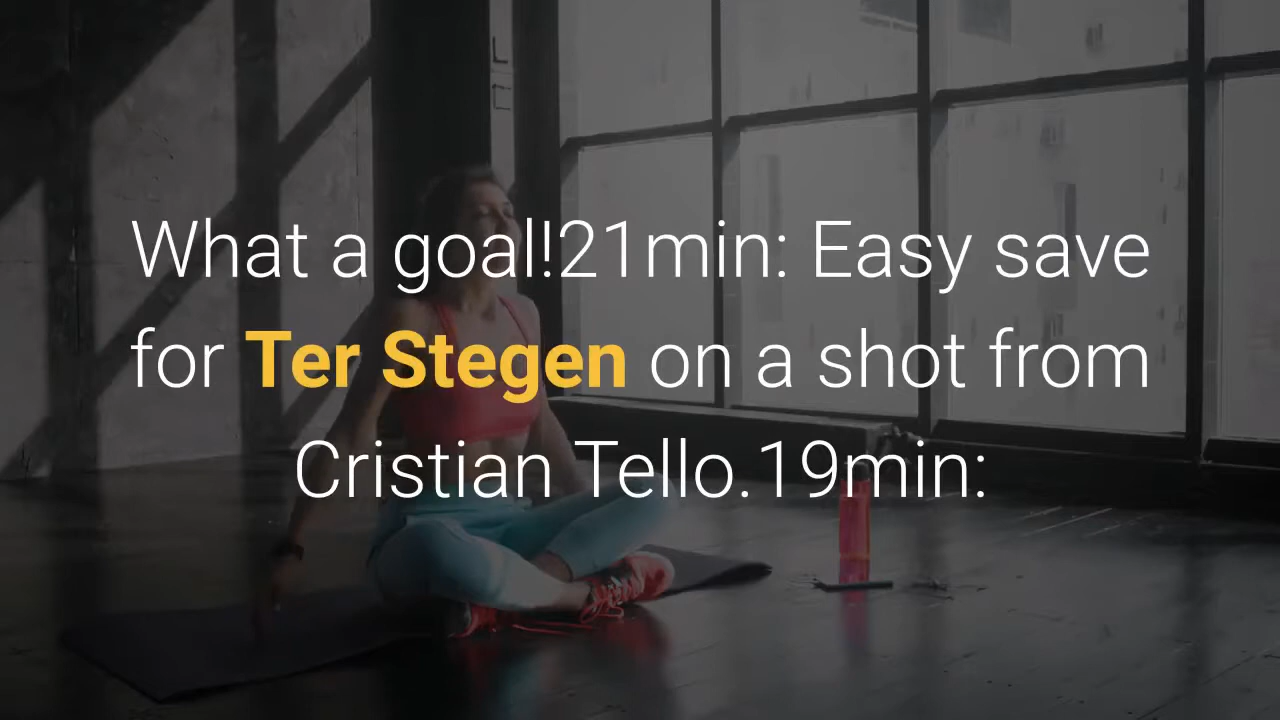 What a goal!21min: Easy save
for Ter Stegen on a shot from
Cristian Tello.19min: